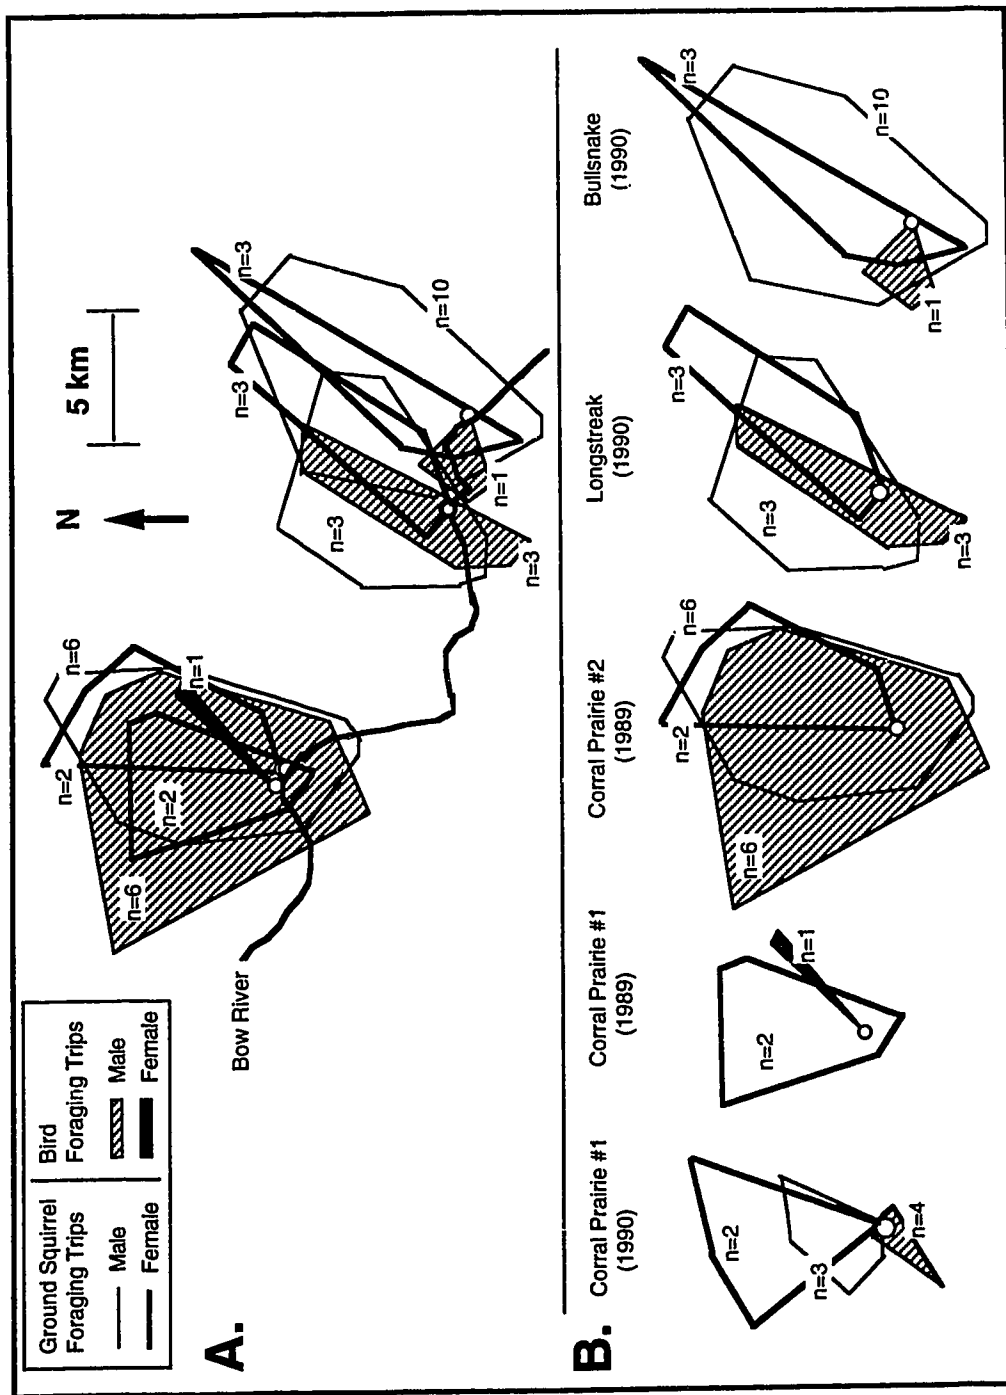 Ground Squirrel
Foraging Trips
Male
Female
Bird
Foraging Trips
Male
Female
A.
Bow River
N
5 km
n=6
n=2
n=2
n=6
n=1
n=3
n=3
n=3
n=1
n=10
n=3
B.
Corral Prairie #1
(1990)
n=2
n=3
n=4
Corral Prairie #1
(1989)
n=2
n=1
Corral Prairie #2
(1989)
n=6
n=2
n=6
Longstreak
(1990)
n=3
n=3
n=3
Bullsnake
(1990)
n=1
n=3
n=10